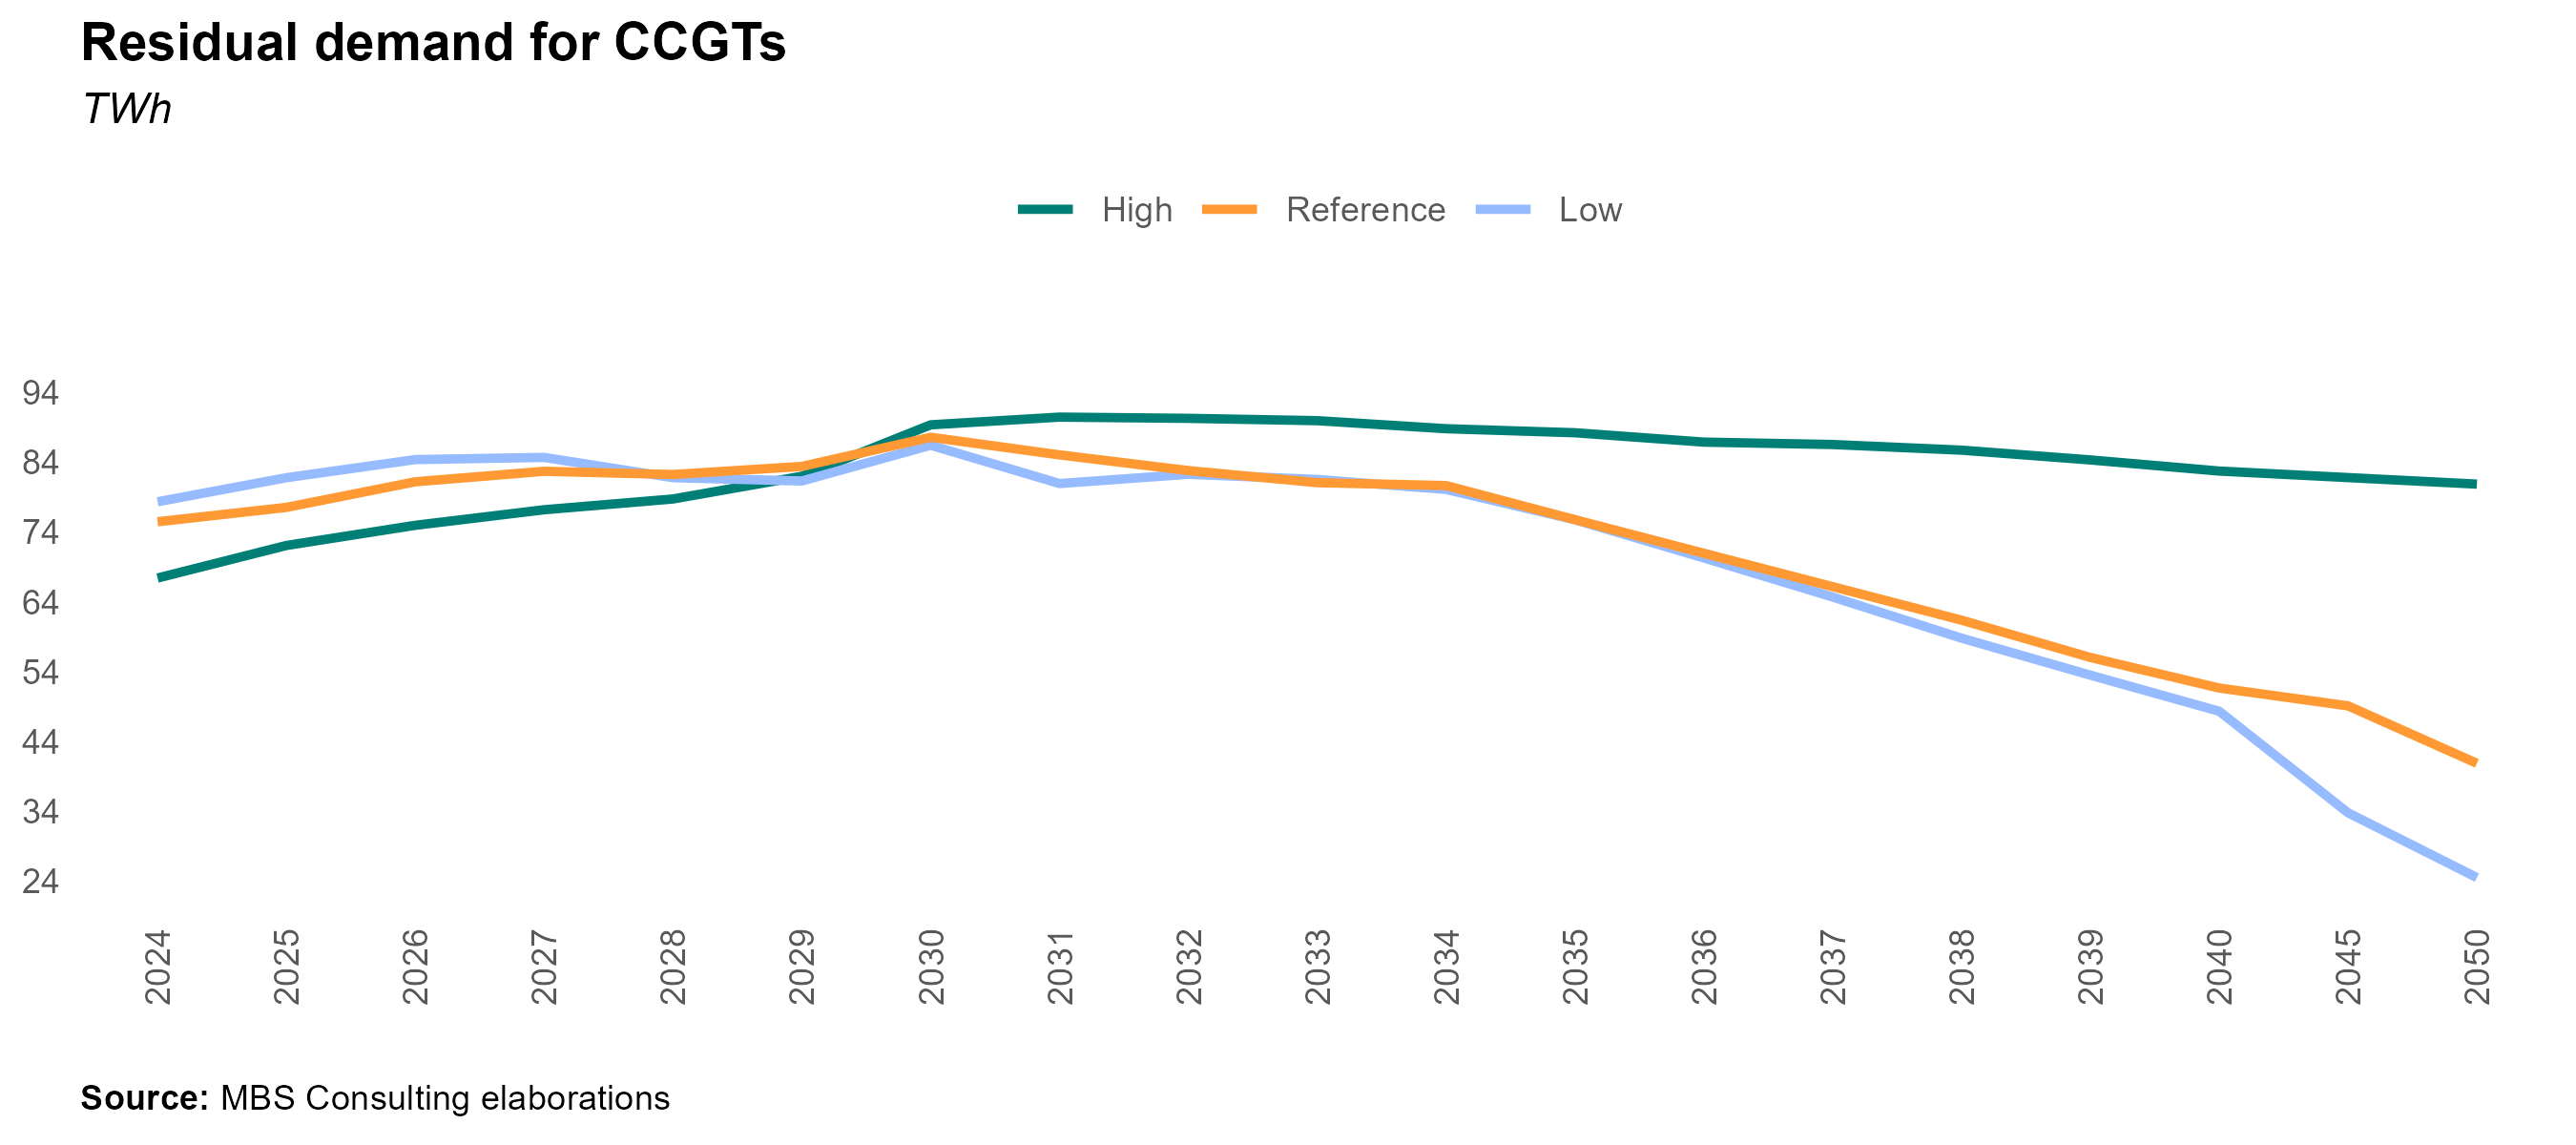 Residual demand for CCGTs
TWh
High Reference Low
94
84
74
64
54
44
34
24
2024 2025 2026 2027 2028 2029 2030 2031 2032 2033 2034 2035 2036 2037 2038 2039 2040 2045 2050
Source: MBS Consulting elaborations